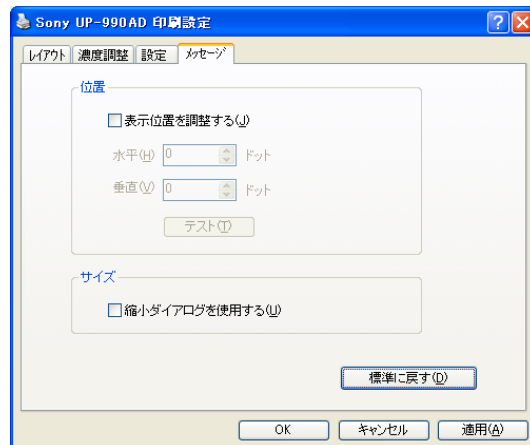 Sony UP-990AD 印刷設定
レイアウト 濃度調整 設定 メッセージ
位置
表示位置を調整する(J)
水平(H) 0 ドット
垂直(V) 0 ドット
テスト(T)
サイズ
縮小ダイアログを使用する(U)
標準に戻す(D)
OK キャンセル 適用(A)